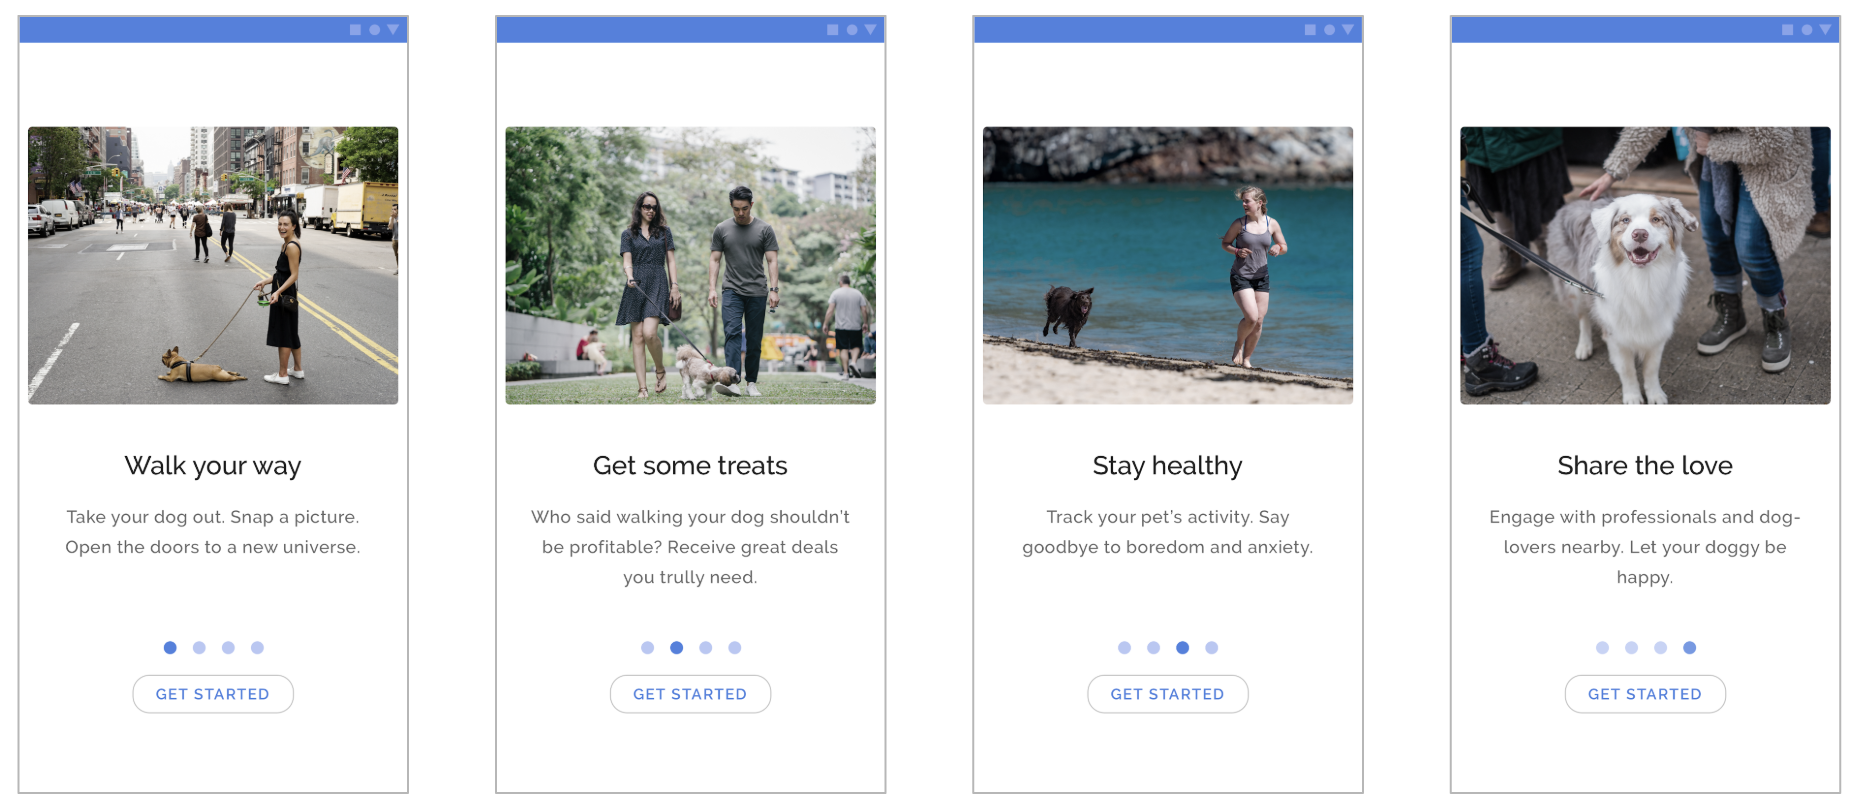 Walk your way
Take your dog out. Snap a picture.
Open the doors to a new universe.
GET STARTED
Get some treats
Who said walking your dog shouldn't
be profitable? Receive great deals
you trully need.
GET STARTED
Stay healthy
Track your pet's activity. Say
goodbye to boredom and anxiety.
GET STARTED
Share the love
Engage with professionals and dog-
lovers nearby. Let your doggy be
happy.
GET STARTED